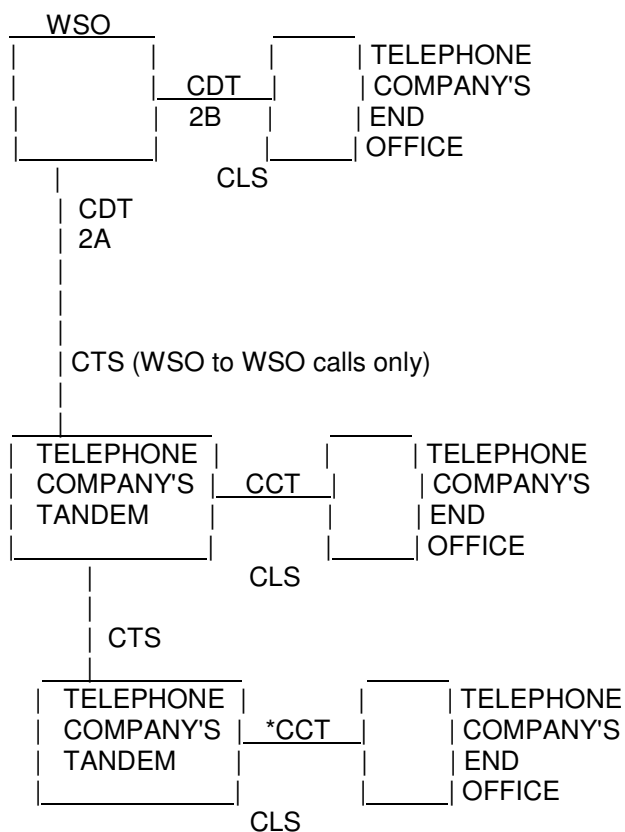 WSO
TELEPHONE
CDT COMPANY'S
2B END
OFFICE
CLS
CDT
2A
CTS (WSO to WSO calls only)
TELEPHONE TELEPHONE
COMPANY'S CCT COMPANY'S
TANDEM END
OFFICE
CLS
CTS
TELEPHONE TELEPHONE
COMPANY'S *CCT COMPANY'S
TANDEM END
OFFICE
CLS